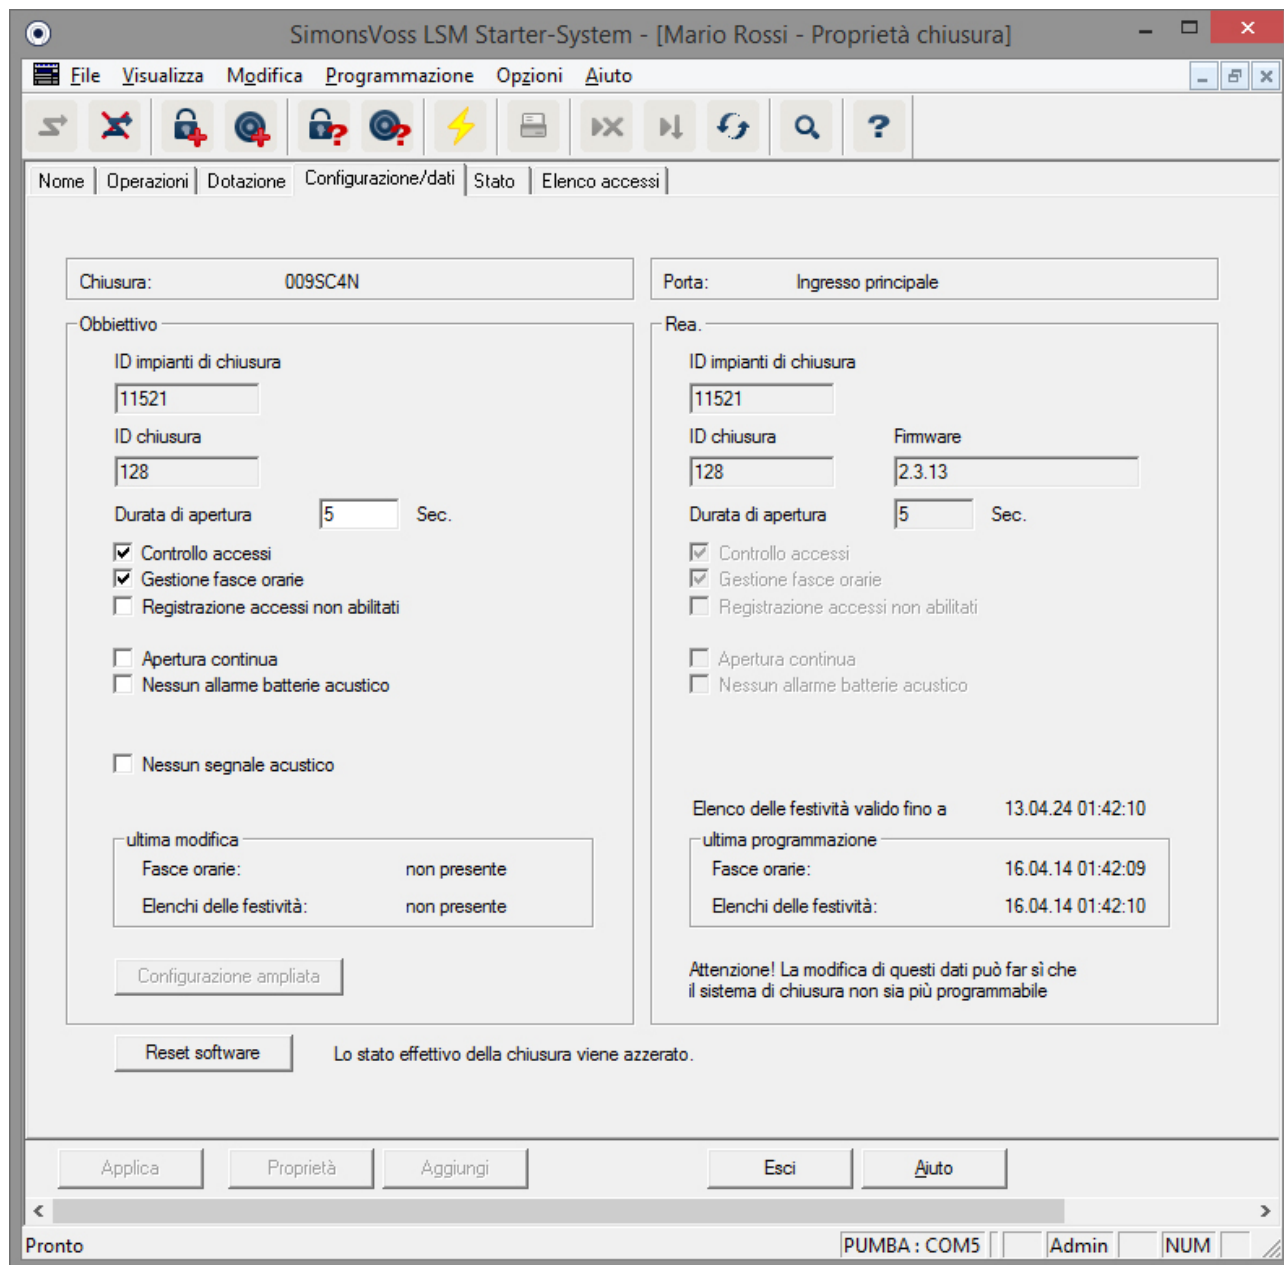 SimonsVoss LSM Starter-System - [Mario Rossi - Proprietà chiusura]
File Visualizza Modifica Programmazione Opzioni Aiuto
Nome Operazioni Dotazione Configurazione/dati Stato Elenco accessi
Chiusura: 009SC4N
Porta: Ingresso principale
Obbiettivo
ID impianti di chiusura
11521
ID chiusura
128
Durata di apertura 5 Sec.
Controllo accessi
Gestione fasce orarie
Registrazione accessi non abilitati
Apertura continua
Nessun allarme batterie acustico
Nessun segnale acustico
ultima modifica
Fasce orarie: non presente
Elenchi delle festività: non presente
Configurazione ampliata
Rea.
ID impianti di chiusura
11521
ID chiusura Firmware
128 2.3.13
Durata di apertura 5 Sec.
Controllo accessi
Gestione fasce orarie
Registrazione accessi non abilitati
Apertura continua
Nessun allarme batterie acustico
Elenco delle festività valido fino a 13.04.24 01:42:10
ultima programmazione
Fasce orarie: 16.04.14 01:42:09
Elenchi delle festività: 16.04.14 01:42:10
Attenzione! La modifica di questi dati può far sì che
il sistema di chiusura non sia più programmabile
Reset software Lo stato effettivo della chiusura viene azzerato.
Applica Proprietà Aggiungi Esci Aiuto
Pronto PUMBA : COM5 Admin NUM